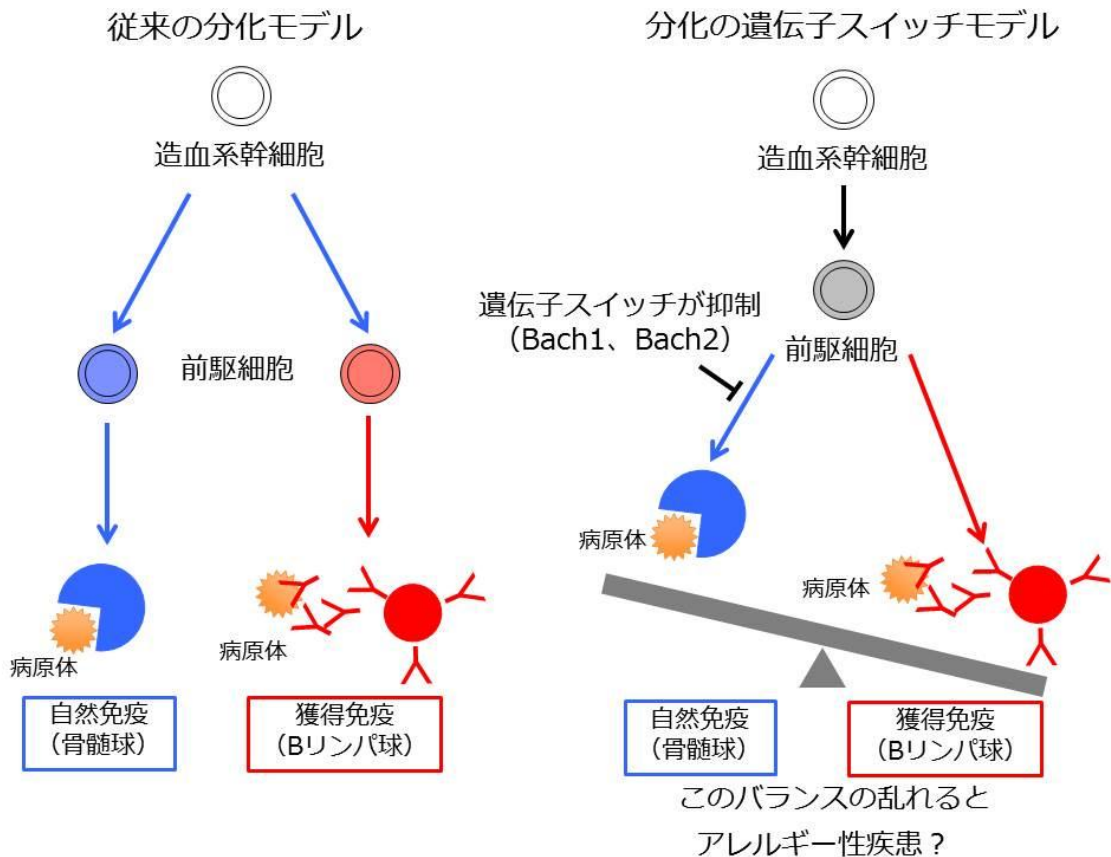 従来の分化モデル
造血系幹細胞
前駆細胞
病原体
病原体
自然免疫
(骨髄球)
獲得免疫
(Bリンパ球)
分化の遺伝子スイッチモデル
造血系幹細胞
遺伝子スイッチが抑制
(Bach1、Bach2)
前駆細胞
病原体
病原体
自然免疫
(骨髄球)
獲得免疫
(Bリンパ球)
このバランスの乱れると
アレルギー性疾患？